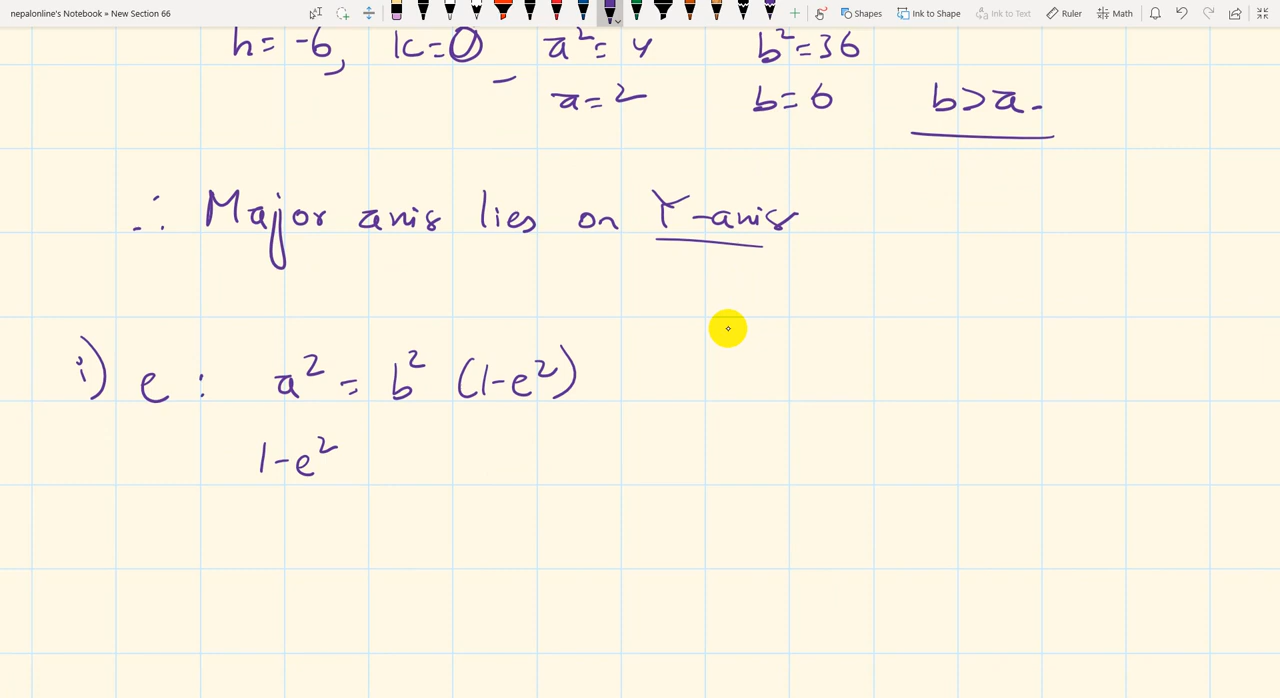 nepalonline's Notebook » New Section 66 Shapes Ink to Shape Ink to Text Ruler Math
h = -6, k = 0, a² = 4 b² = 36
a = 2 b = 6 b > a.
∴ Major axis lies on Y-axis
i) e : a² = b² (1-e²)
1-e²